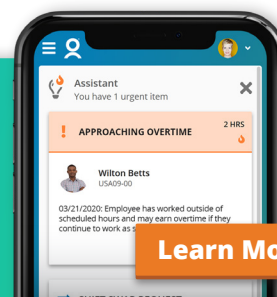 Assistant
You have 1 urgent item
! APPROACHING OVERTIME
2 HRS
Wilton Betts
USA09-00
03/21/2020: Employee has worked outside of
scheduled hours and may earn overtime if they
continue to work as
Learn Mo